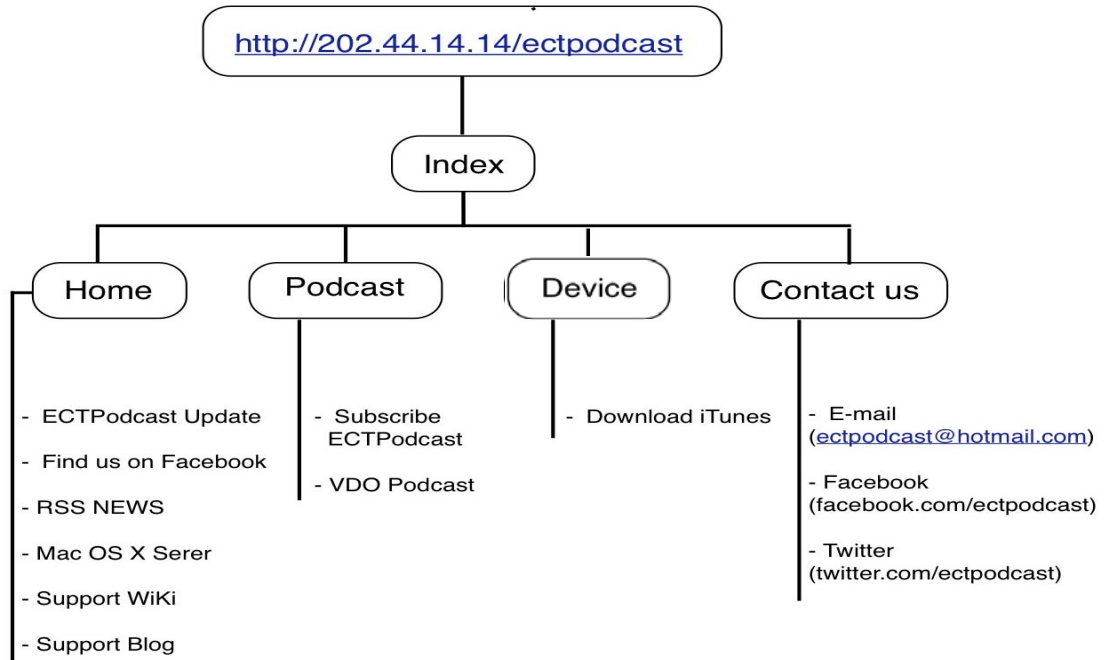 http://202.44.14.14/ectpodcast
Index
Home
Podcast
Device
Contact us
- ECTPodcast Update
- Find us on Facebook
- RSS NEWS
- Mac OS X Serer
- Support WiKi
- Support Blog
- Subscribe
ECTPodcast
- VDO Podcast
- Download iTunes
- E-mail
(ectpodcast@hotmail.com)
- Facebook
(facebook.com/ectpodcast)
- Twitter
(twitter.com/ectpodcast)